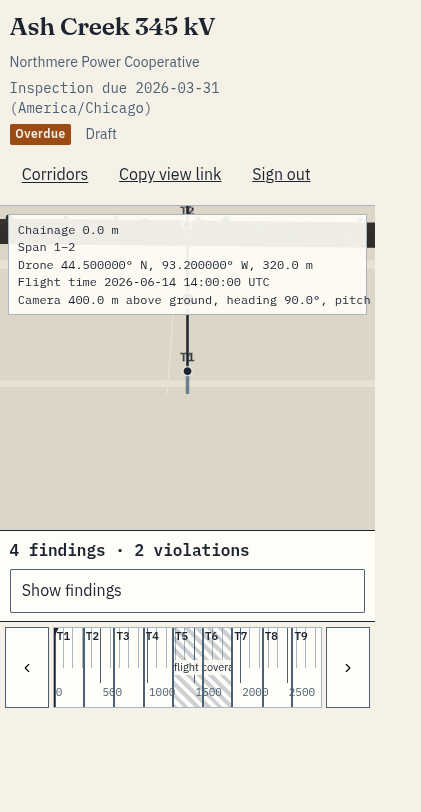 Ash Creek 345 kV
Northmere Power Cooperative
Inspection due 2026-03-31
(America/Chicago)
Overdue Draft
Corridors Copy view link Sign out
Chainage 0.0 m
Span 1–2
Drone 44.500000° N, 93.200000° W, 320.0 m
Flight time 2026-06-14 14:00:00 UTC
Camera 400.0 m above ground, heading 90.0°, pitch
T1
4 findings · 2 violations
Show findings
‹ T1 T2 T3 T4 T5 T6 T7 T8 T9 ›
flight covera
0 500 1000 1500 2000 2500